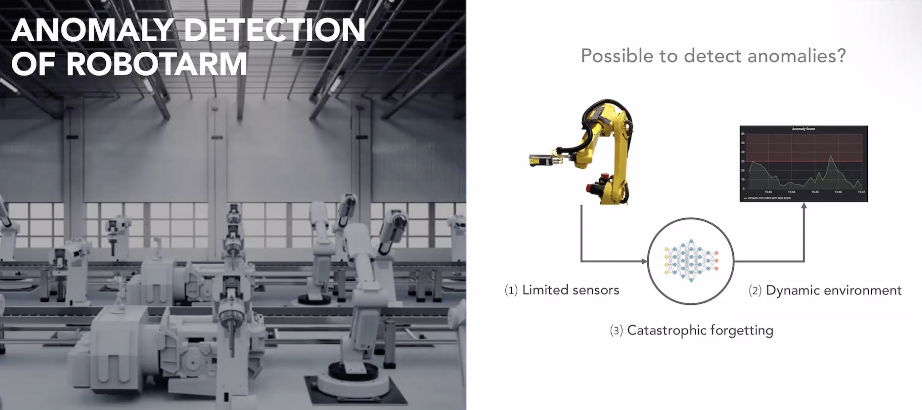 ANOMALY DETECTION
OF ROBOTARM
Possible to detect anomalies?
Anomaly Score
(1) Limited sensors
(2) Dynamic environment
(3) Catastrophic forgetting